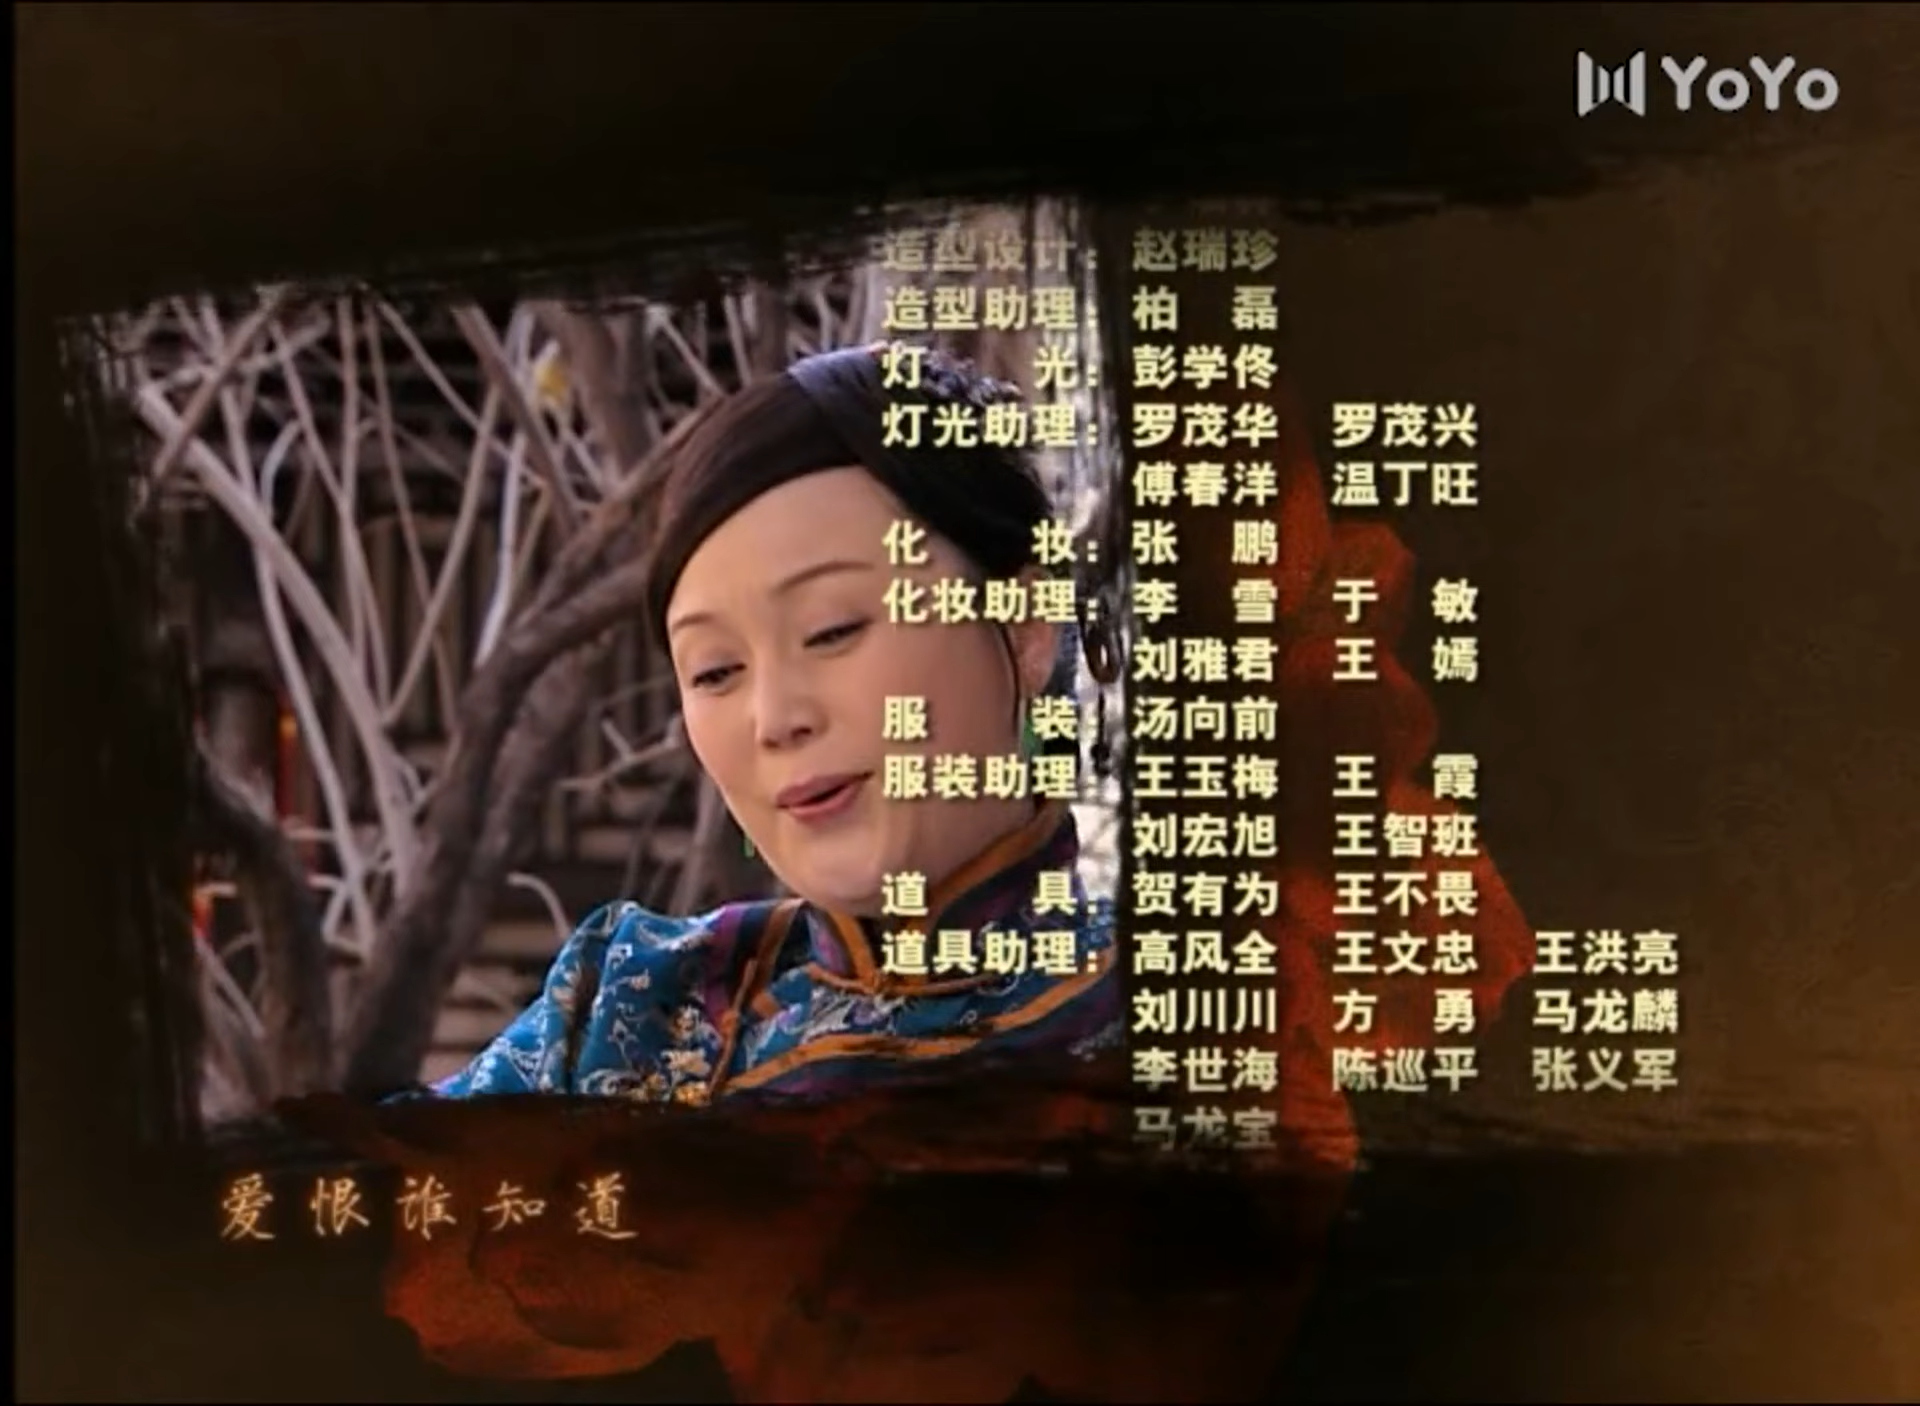 YoYo
造型设计：赵瑞珍
造型助理：柏 磊
灯 光：彭学佟
灯光助理：罗茂华 罗茂兴
傅春洋 温丁旺
化 妆：张 鹏
化妆助理：李 雪 于 敏
刘雅君 王 嫣
服 装：汤向前
服装助理：王玉梅 王 霞
刘宏旭 王智班
道 具：贺有为 王不畏
道具助理：高风全 王文忠 王洪亮
刘川川 方 勇 马龙麟
李世海 陈巡平 张义军
马龙宝
爱恨谁知道